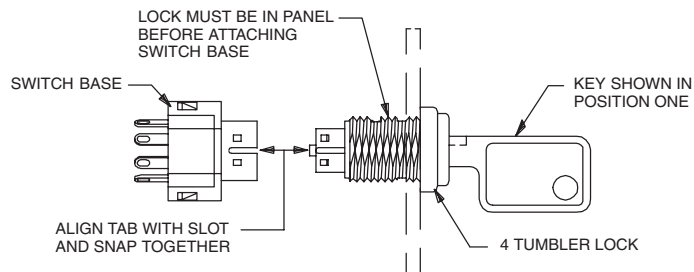 LOCK MUST BE IN PANEL
BEFORE ATTACHING
SWITCH BASE
SWITCH BASE
KEY SHOWN IN
POSITION ONE
ALIGN TAB WITH SLOT
AND SNAP TOGETHER
4 TUMBLER LOCK